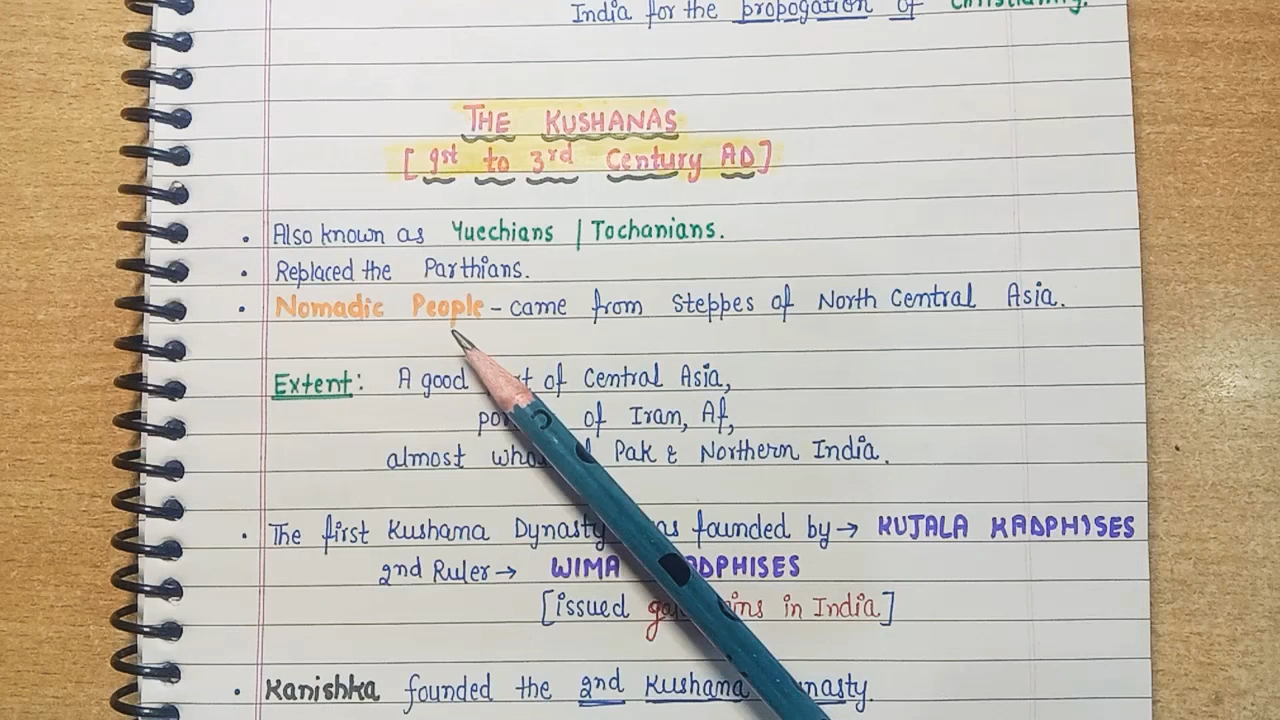 India for the propogation of Christianity.
THE KUSHANAS
[ 1st to 3rd Century AD ]
• Also known as Yuechians / Tochanians.
• Replaced the Parthians.
• Nomadic People - came from Steppes of North Central Asia.
Extent: A good of Central Asia,
of Iran, Af,
almost Pak & Northern India.
• The first Kushama Dynasty founded by → KUJALA KADPHISES
2nd Ruler → WIMA
[issued in India]
• Kanishka founded the 2nd Kushama